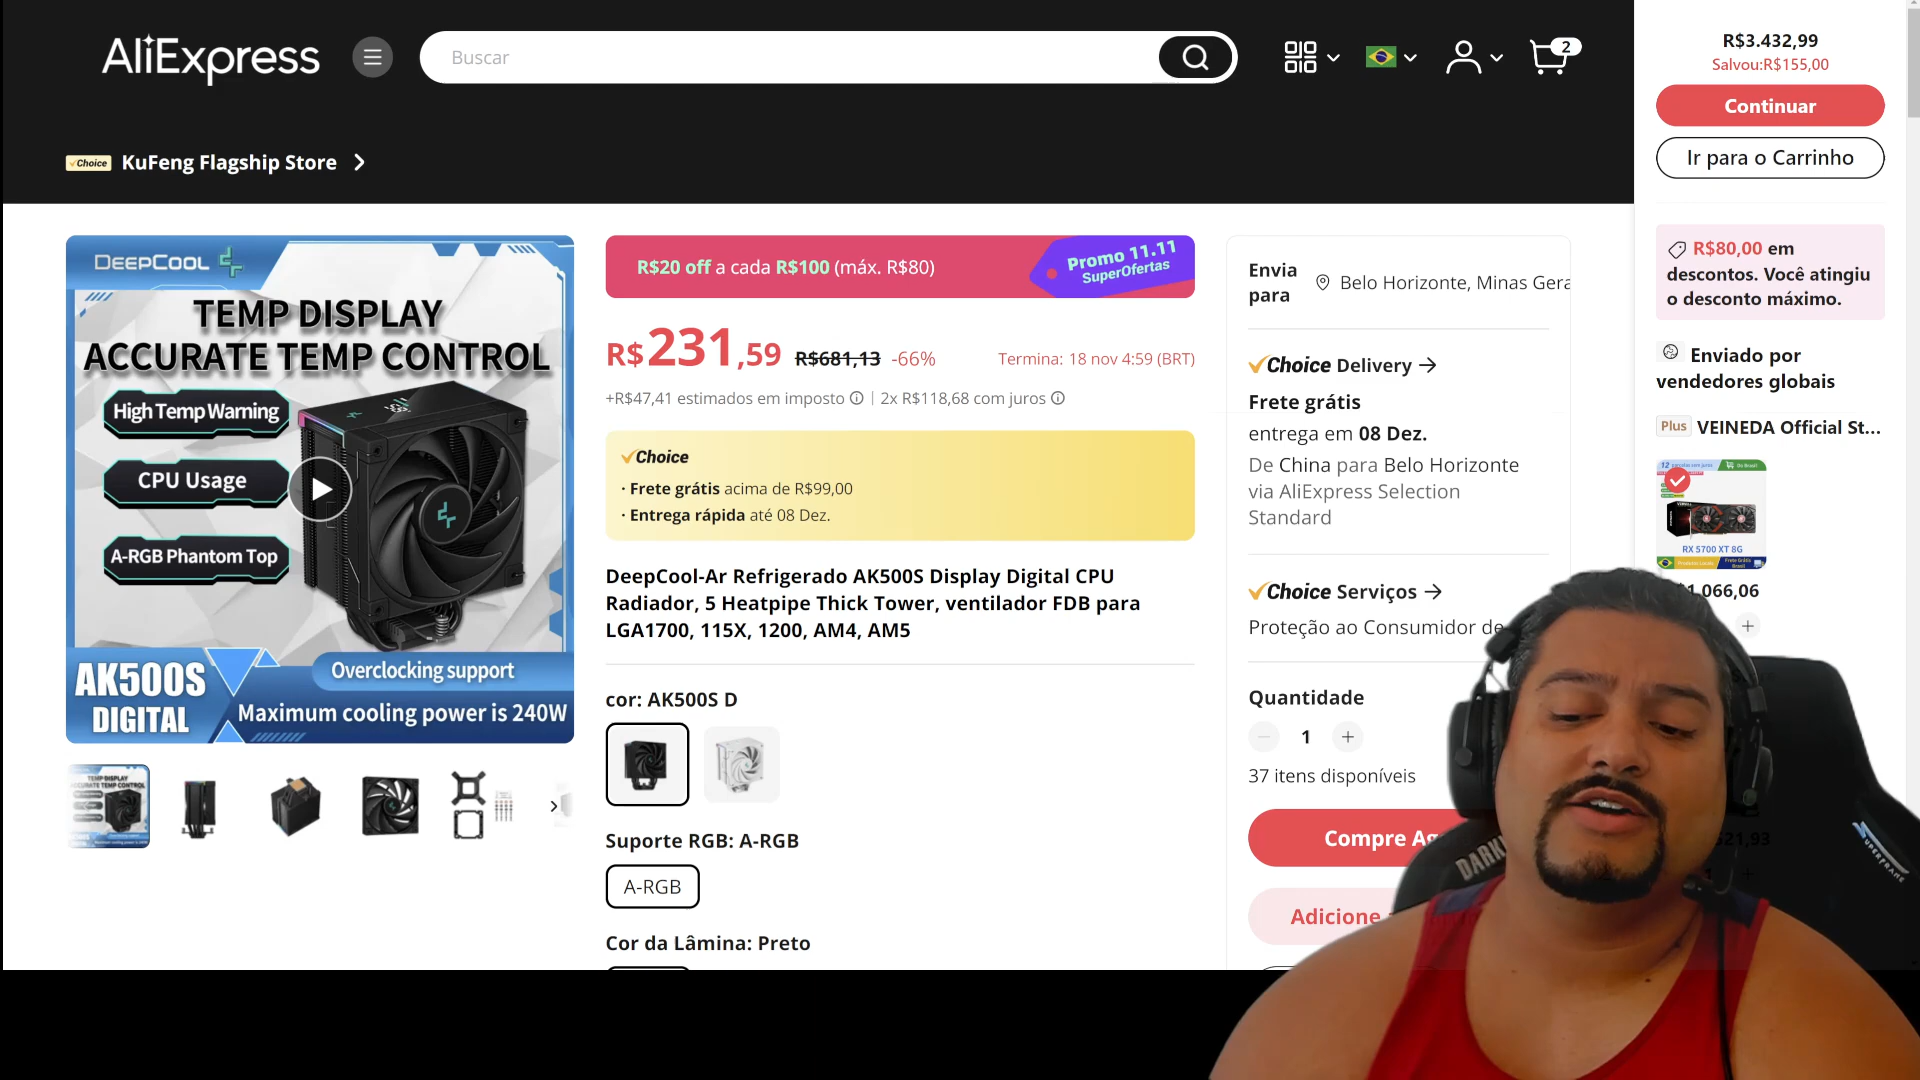 AliExpress
Buscar
2
Choice KuFeng Flagship Store
DEEPCOOL
TEMP DISPLAY
ACCURATE TEMP CONTROL
High Temp Warning
CPU Usage
A-RGB Phantom Top
AK500S
DIGITAL
Overclocking support
Maximum cooling power is 240W
R$20 off a cada R$100 (máx. R$80)
Promo 11.11
SuperOfertas
R$231,59 R$681,13 -66%
Termina: 18 nov 4:59 (BRT)
+R$47,41 estimados em imposto | 2x R$118,68 com juros
Choice
· Frete grátis acima de R$99,00
· Entrega rápida até 08 Dez.
DeepCool-Ar Refrigerado AK500S Display Digital CPU
Radiador, 5 Heatpipe Thick Tower, ventilador FDB para
LGA1700, 115X, 1200, AM4, AM5
cor: AK500S D
Suporte RGB: A-RGB
A-RGB
Cor da Lâmina: Preto
Envia
para
Belo Horizonte, Minas Gera
Choice Delivery
Frete grátis
entrega em 08 Dez.
De China para Belo Horizonte
via AliExpress Selection
Standard
Choice Serviços
Proteção ao Consumidor de
Quantidade
1
37 itens disponíveis
Compre Ag
Adicione
R$3.432,99
Salvou:R$155,00
Continuar
Ir para o Carrinho
R$80,00 em
descontos. Você atingiu
o desconto máximo.
Enviado por
vendedores globais
Plus VEINEDA Official St...
RX 5700 XT 8G
1.066,06
21,93
DARK